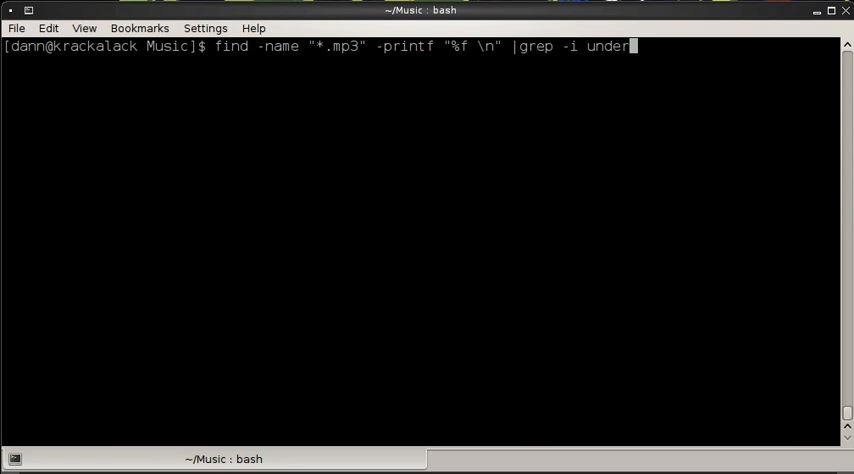 ~/Music : bash
File Edit View Bookmarks Settings Help
[dann@krackalack Music]$ find -name "*.mp3" -printf "%f \n" |grep -i under
~/Music : bash